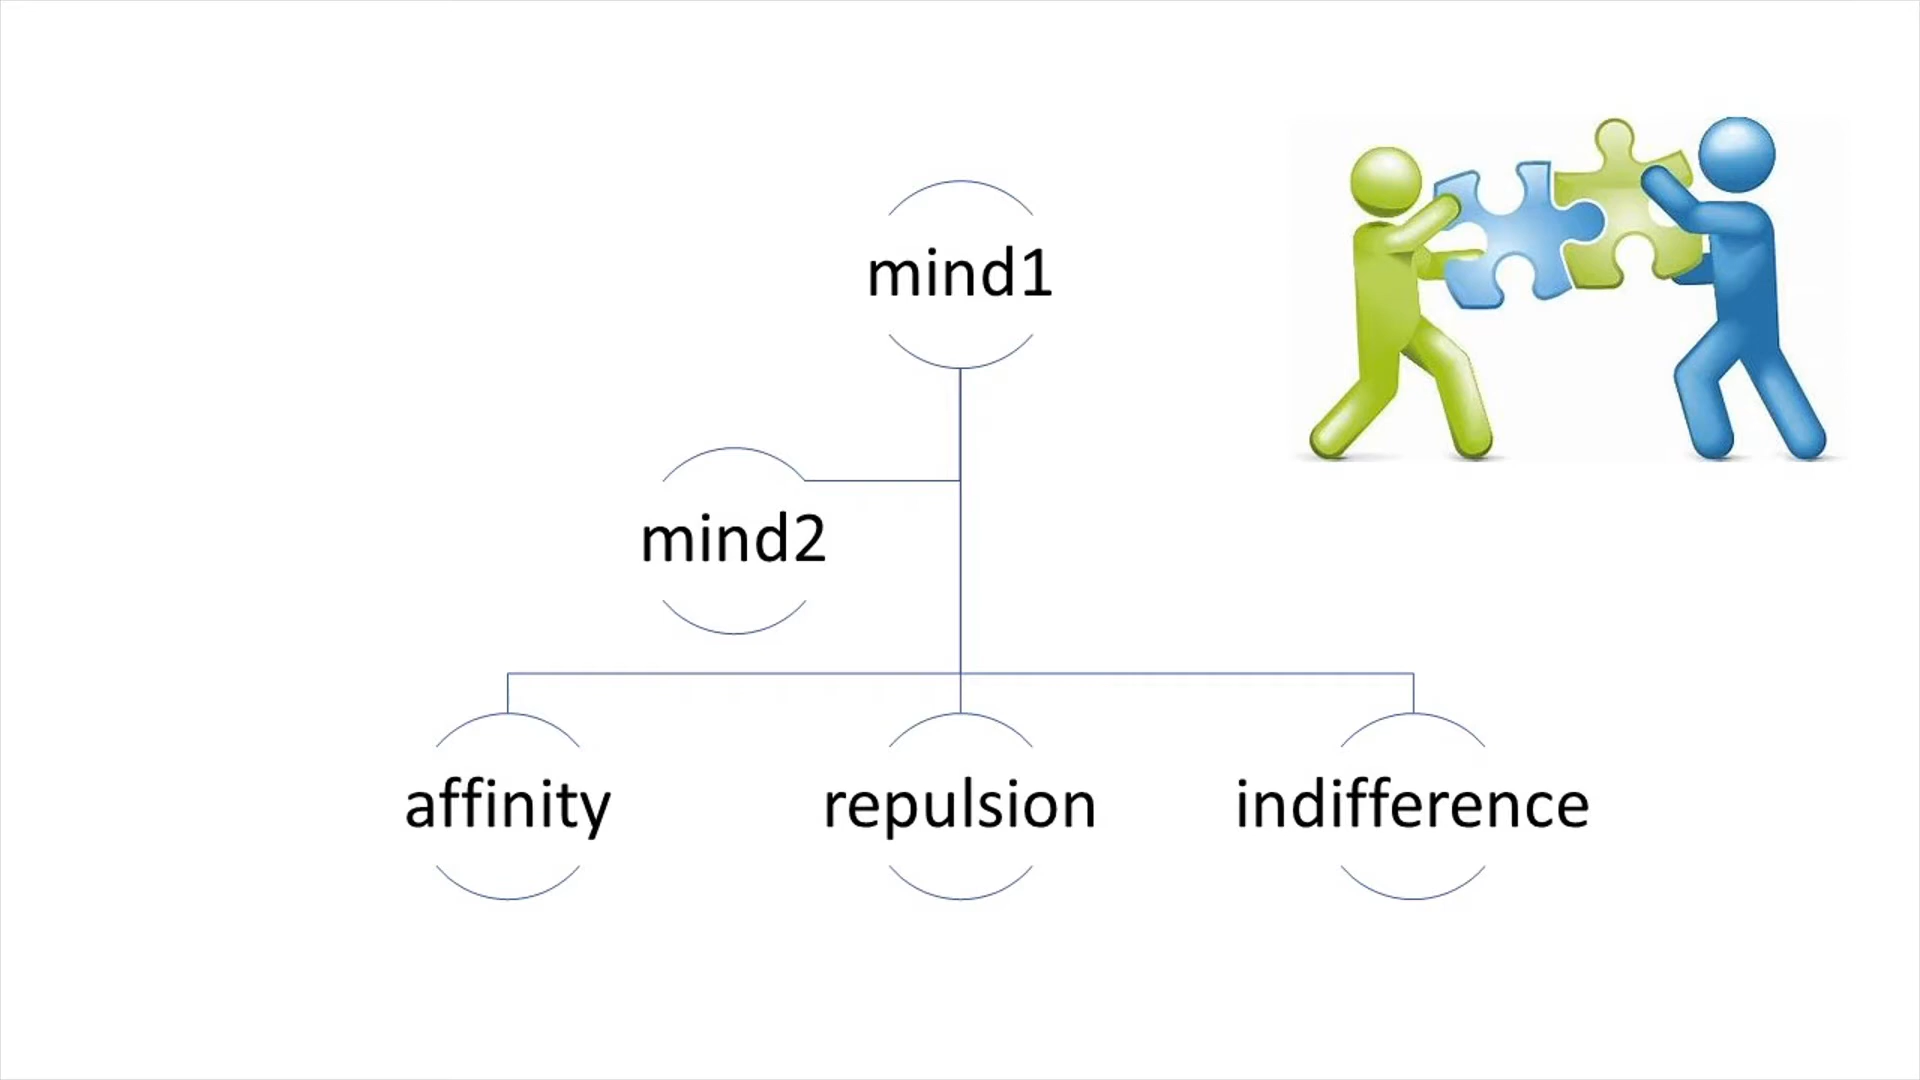 mind1
mind2
affinity
repulsion
indifference